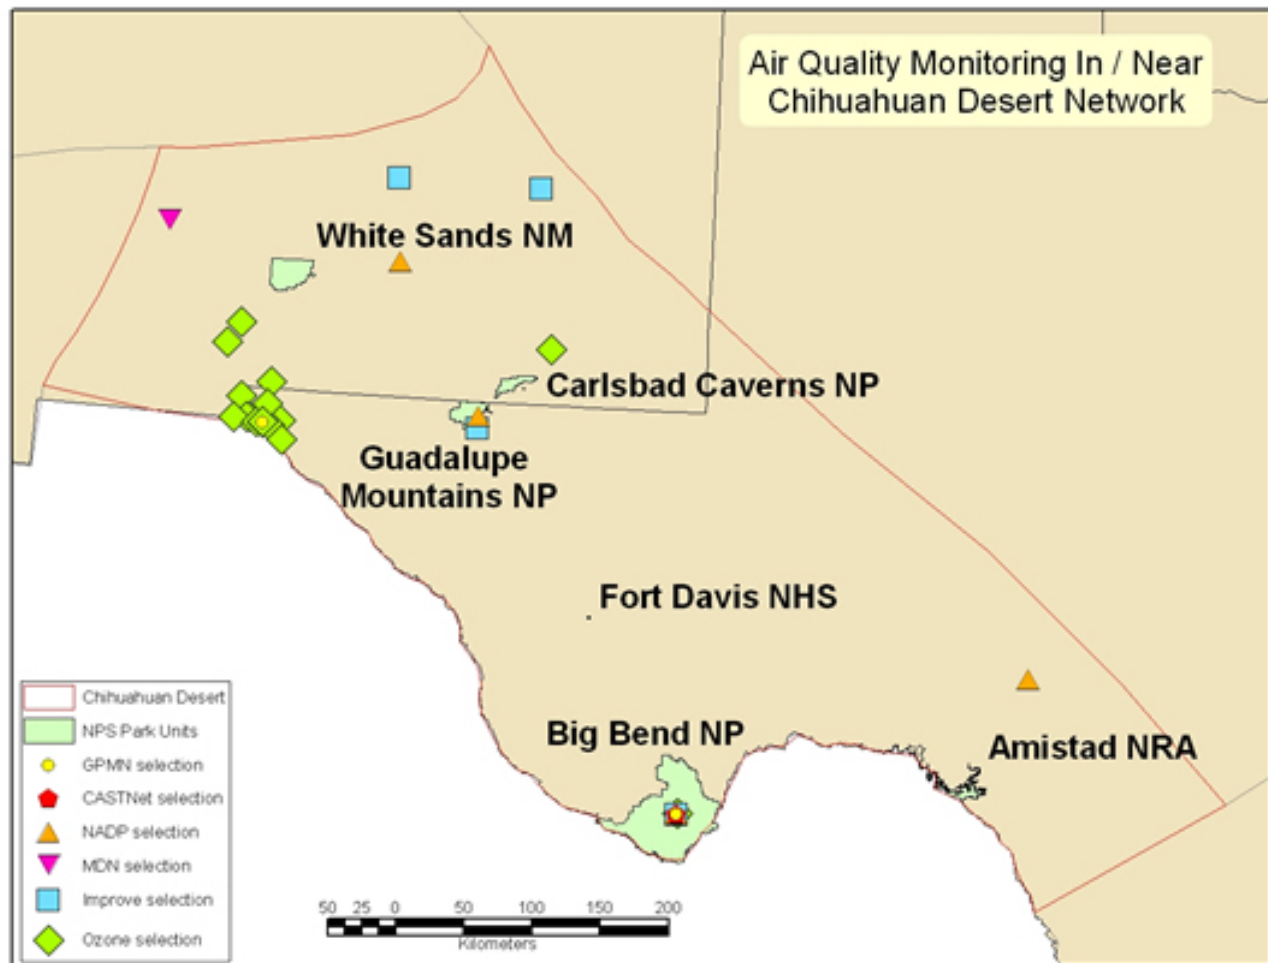 Air Quality Monitoring In / Near
Chihuahuan Desert Network
White Sands NM
Carlsbad Caverns NP
Guadalupe
Mountains NP
Fort Davis NHS
Big Bend NP
Amistad NRA
Chihuahuan Desert
NPS Park Units
GPMN selection
CASTNet selection
NADP selection
MDN selection
Improve selection
Ozone selection
50 25 0 50 100 150 200
Kilometers